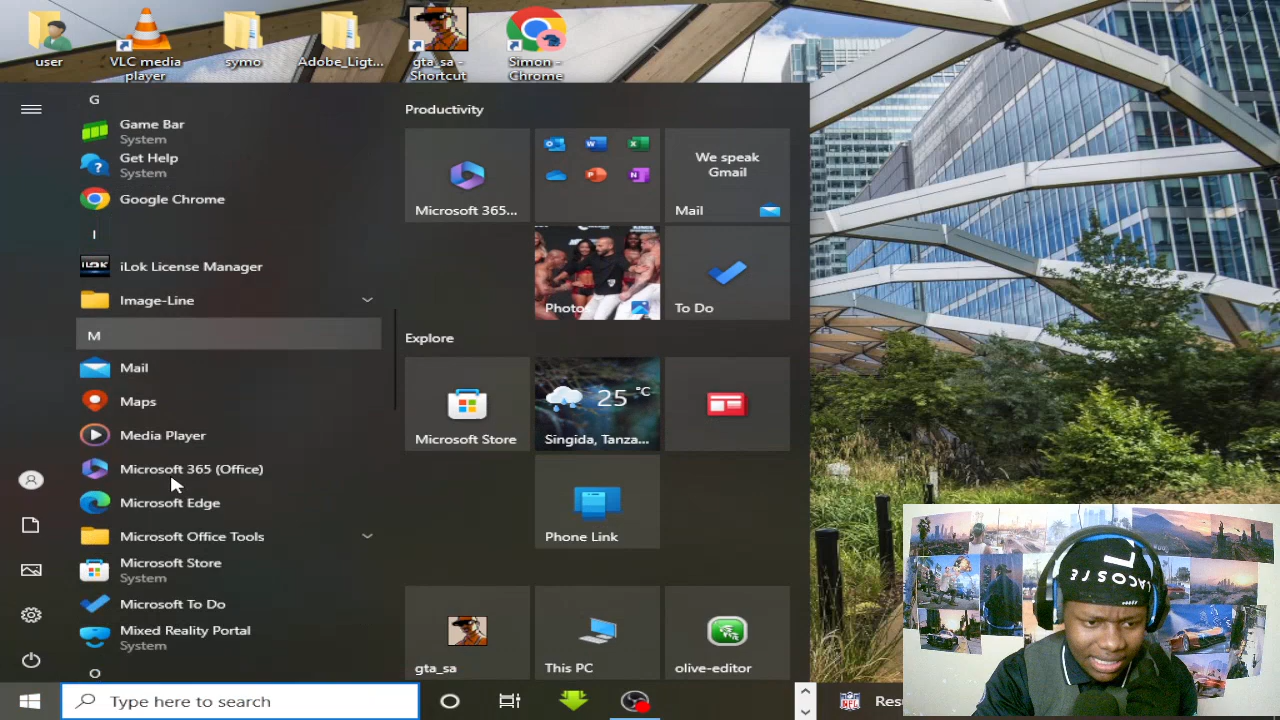 user
VLC media player
symo
Adobe_Ligt...
gta_sa - Shortcut
Simon - Chrome
G
Game Bar
System
Get Help
System
Google Chrome
I
iLOK
iLok License Manager
Image-Line
M
Mail
Maps
Media Player
Microsoft 365 (Office)
Microsoft Edge
Microsoft Office Tools
Microsoft Store
System
Microsoft To Do
Mixed Reality Portal
System
O
Productivity
Microsoft 365...
We speak Gmail
Mail
Photos
To Do
Explore
Microsoft Store
25 °C
Singida, Tanza...
Phone Link
gta_sa
This PC
olive-editor
Type here to search
NFL
Res